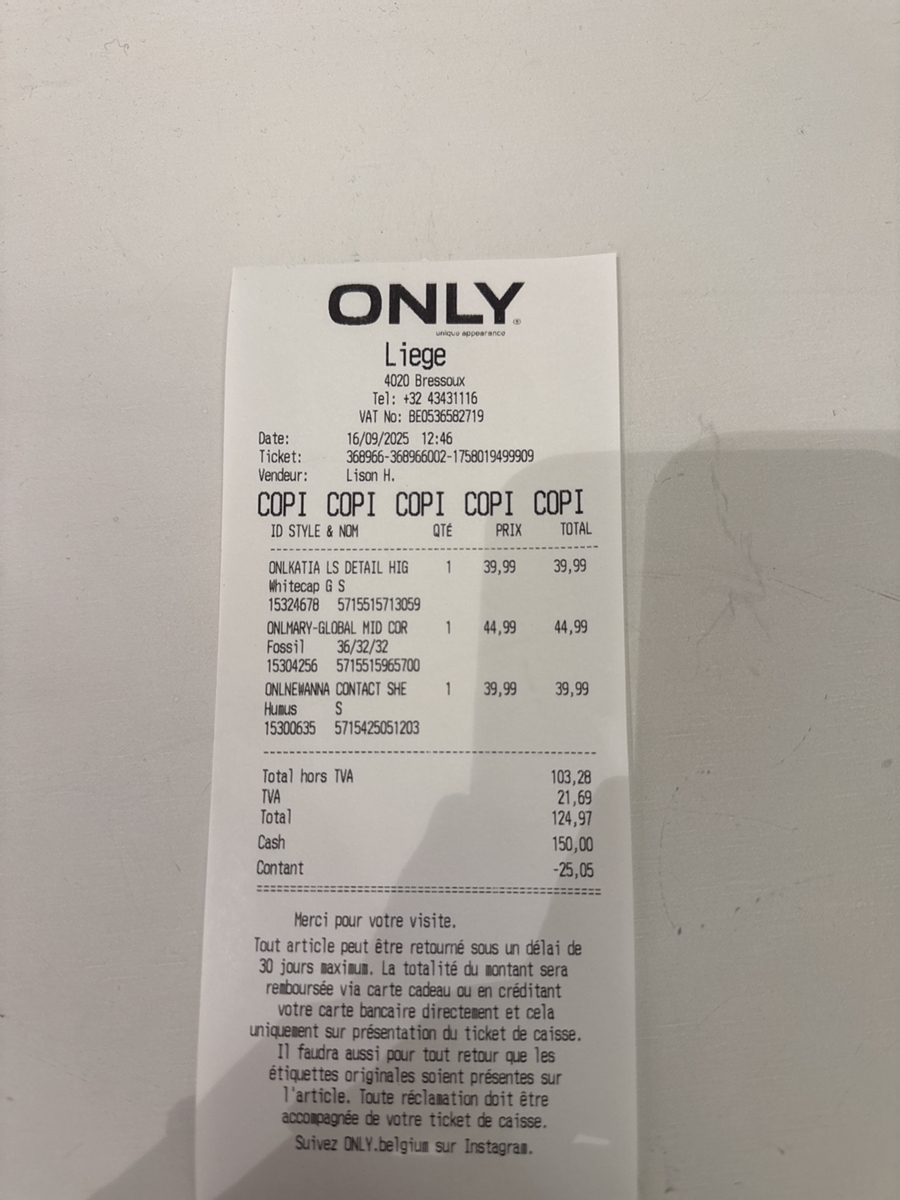 ONLY®
unique appearance
Liege
4020 Bressoux
Tel: +32 43431116
VAT No: BE0536582719
Date: 16/09/2025 12:46
Ticket: 368966-368966002-1758019499909
Vendeur: Lison H.
COPI COPI COPI COPI COPI
ID STYLE & NOM QTÉ PRIX TOTAL
ONLKATIA LS DETAIL HIG 1 39,99 39,99
Whitecap G S
15324678 5715515713059
ONLMARY-GLOBAL MID COR 1 44,99 44,99
Fossil 36/32/32
15304256 5715515965700
ONLNEWANNA CONTACT SHE 1 39,99 39,99
Humus S
15300635 5715425051203
Total hors TVA 103,28
TVA 21,69
Total 124,97
Cash 150,00
Contant -25,05
Merci pour votre visite.
Tout article peut être retourné sous un délai de
30 jours maximum. La totalité du montant sera
remboursée via carte cadeau ou en créditant
votre carte bancaire directement et cela
uniquement sur présentation du ticket de caisse.
Il faudra aussi pour tout retour que les
étiquettes originales soient présentes sur
l'article. Toute réclamation doit être
accompagnée de votre ticket de caisse.
Suivez ONLY.belgium sur Instagram.